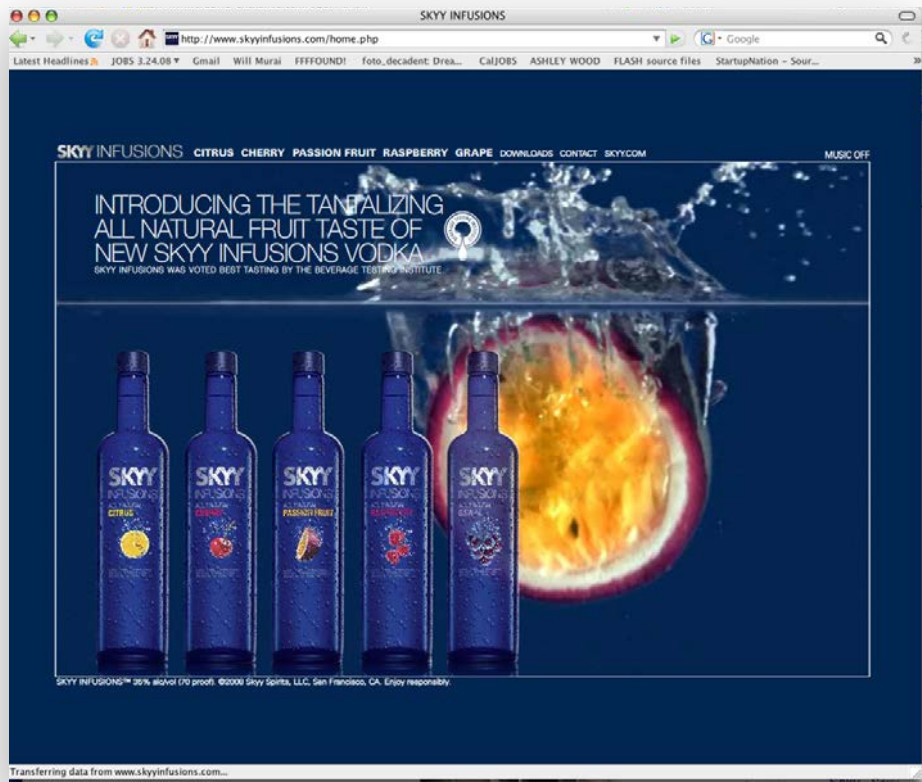 SKYY INFUSIONS
http://www.skyyinfusions.com/home.php
Google
Latest Headlines JOBS 3.24.08 Gmail Will Murai FFFFOUND! foto_decadent: Drea... CalJOBS ASHLEY WOOD FLASH source files StartupNation – Sour...
SKYY INFUSIONS CITRUS CHERRY PASSION FRUIT RASPBERRY GRAPE DOWNLOADS CONTACT SKYY.COM MUSIC OFF
INTRODUCING THE TANTALIZING
ALL NATURAL FRUIT TASTE OF
NEW SKYY INFUSIONS VODKA
SKYY INFUSIONS WAS VOTED BEST TASTING BY THE BEVERAGE TESTING INSTITUTE
SKYY SKYY SKYY SKYY SKYY
INFUSIONS INFUSIONS INFUSIONS INFUSIONS INFUSIONS
CITRUS CHERRY PASSION FRUIT RASPBERRY GRAPE
SKYY INFUSIONS™ 35% alc/vol (70 proof). ©2008 Skyy Spirits, LLC, San Francisco, CA. Enjoy responsibly.
Transferring data from www.skyyinfusions.com...